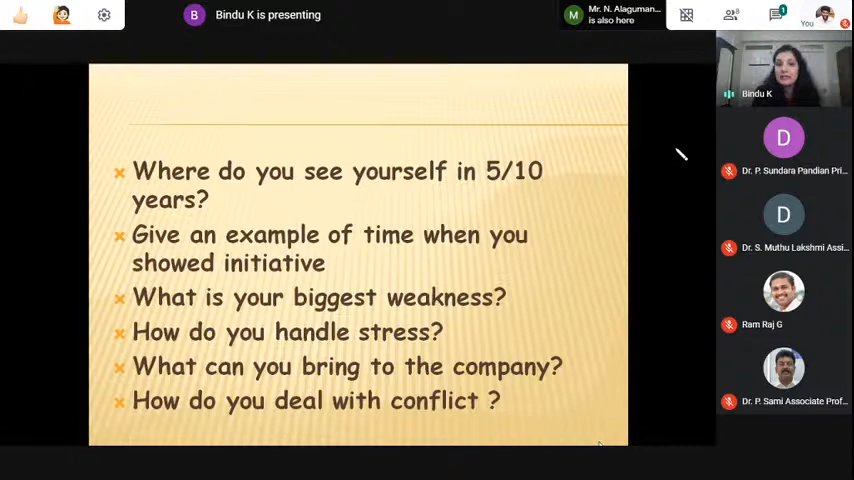 Bindu K is presenting
Mr. N. Alaguman...
is also here
8
1
You
B
M
Where do you see yourself in 5/10
years?
Give an example of time when you
showed initiative
What is your biggest weakness?
How do you handle stress?
What can you bring to the company?
How do you deal with conflict ?
Bindu K
D
Dr. P. Sundara Pandian Pri...
D
Dr. S. Muthu Lakshmi Assi...
Ram Raj G
Dr. P. Sami Associate Prof...